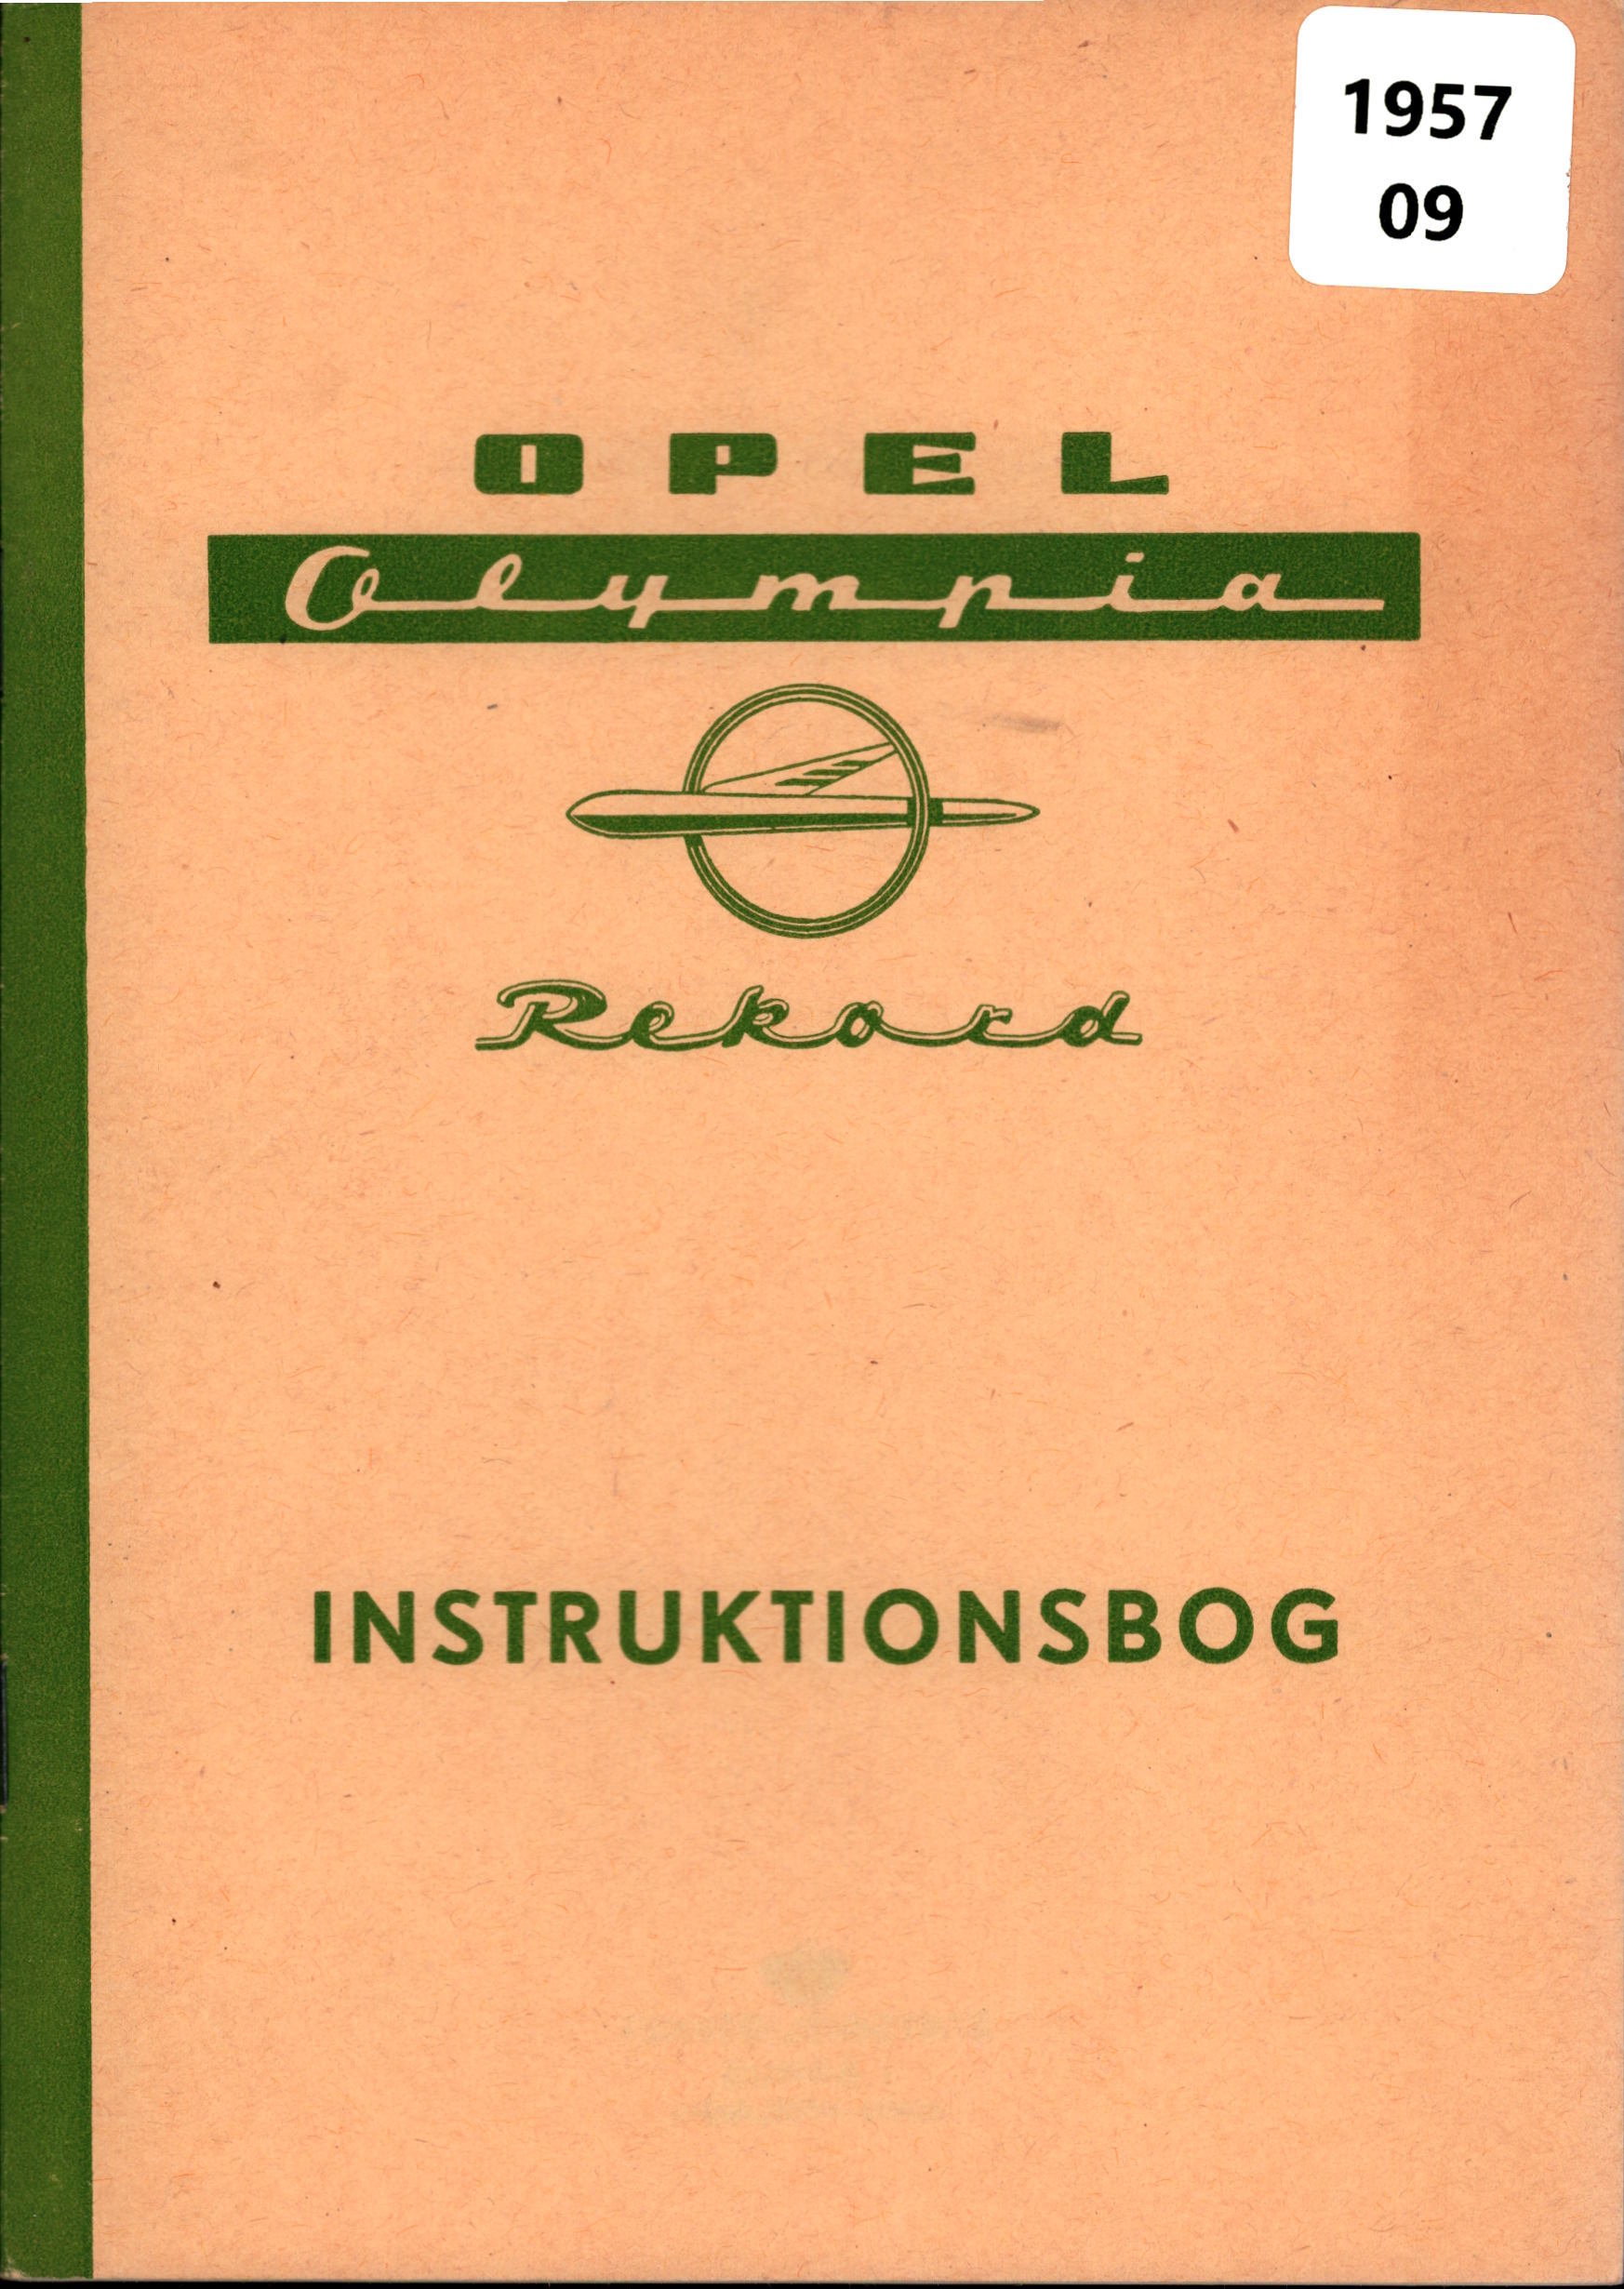 1957
09
OPEL
Olympia
Rekord
INSTRUKTIONSBOG